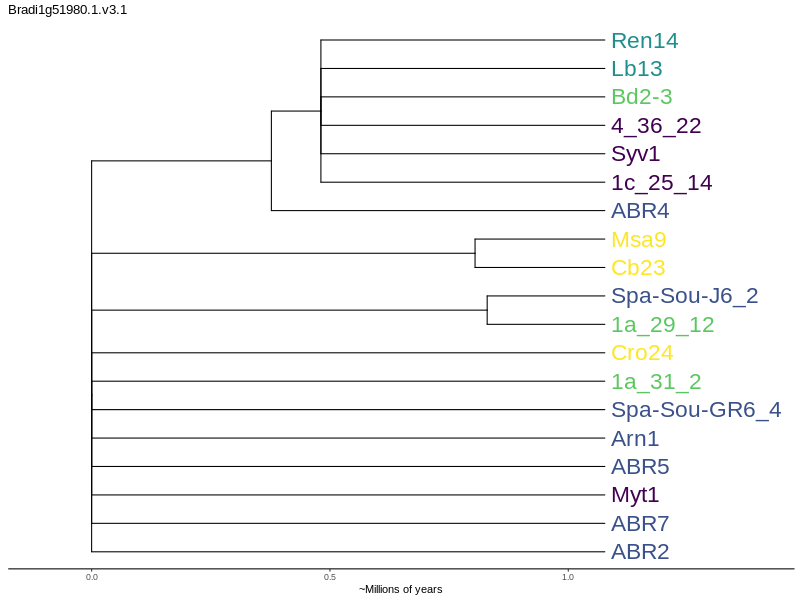 Bradi1g51980.1.v3.1
Ren14
Lb13
Bd2-3
4_36_22
Syv1
1c_25_14
ABR4
Msa9
Cb23
Spa-Sou-J6_2
1a_29_12
Cro24
1a_31_2
Spa-Sou-GR6_4
Arn1
ABR5
Myt1
ABR7
ABR2
0.0 0.5 1.0
~Millions of years